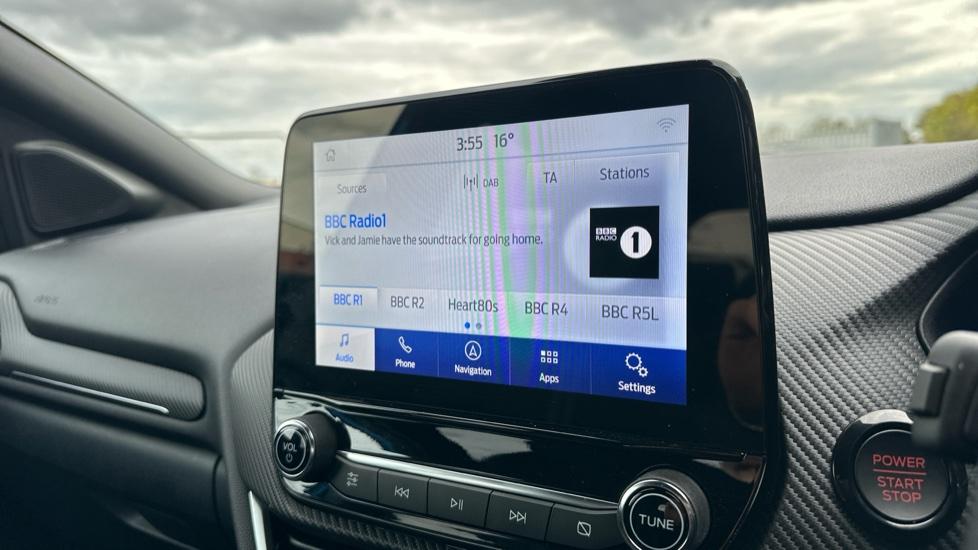 3:55 16°
Sources
DAB
TA
Stations
BBC Radio1
Vick and Jamie have the soundtrack for going home.
BBC
RADIO
1
BBC R1
BBC R2
Heart80s
BBC R4
BBC R5L
Audio
Phone
Navigation
Apps
Settings
VOL
TUNE
POWER
START
STOP